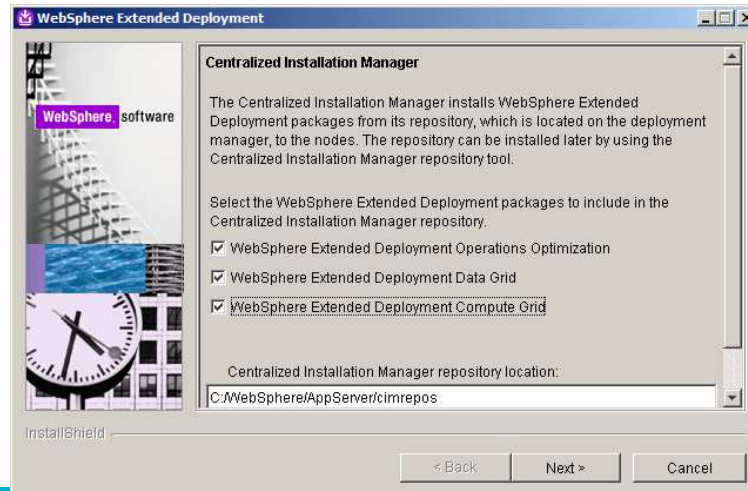 WebSphere Extended Deployment
WebSphere. software
Centralized Installation Manager
The Centralized Installation Manager installs WebSphere Extended
Deployment packages from its repository, which is located on the deployment
manager, to the nodes. The repository can be installed later by using the
Centralized Installation Manager repository tool.
Select the WebSphere Extended Deployment packages to include in the
Centralized Installation Manager repository.
WebSphere Extended Deployment Operations Optimization
WebSphere Extended Deployment Data Grid
WebSphere Extended Deployment Compute Grid
Centralized Installation Manager repository location:
C:/WebSphere/AppServer/cimrepos
InstallShield
< Back
Next >
Cancel